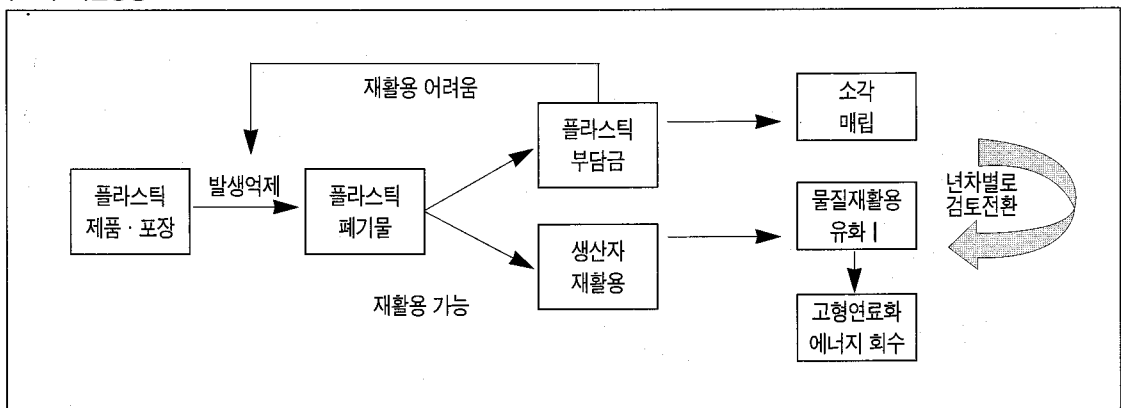 재활용 어려움
소각
매립
플라스틱
부담금
플라스틱
제품 · 포장
발생억제
플라스틱
폐기물
물질재활용
유화 |
년차별로
검토전환
생산자
재활용
재활용 가능
고형연료화
에너지 회수